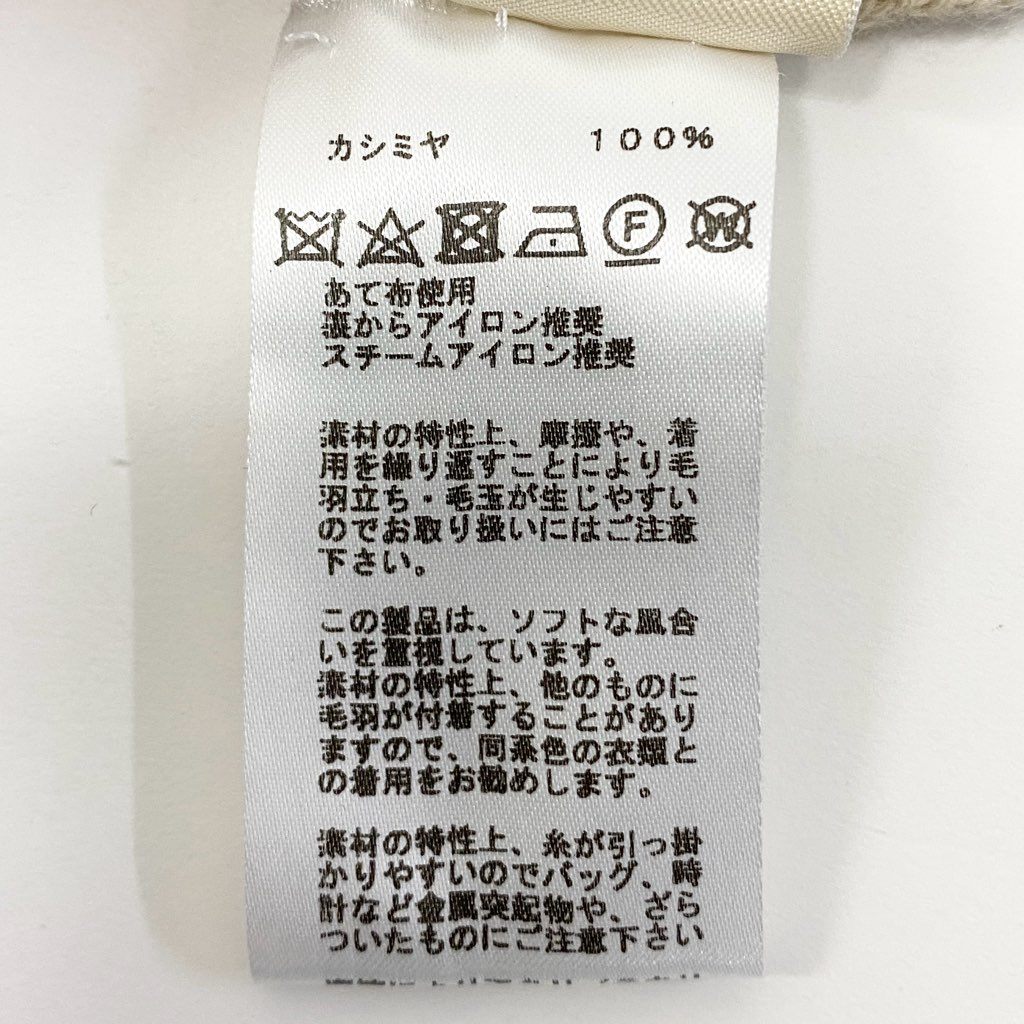 カシミヤ 100%
F W
あて布使用
裏からアイロン推奨
スチームアイロン推奨
素材の特性上、摩擦や、着
用を繰り返すことにより毛
羽立ち・毛玉が生じやすい
のでお取り扱いにはご注意
下さい。
この製品は、ソフトな風合
いを重視しています。
素材の特性上、他のものに
毛羽が付着することがあり
ますので、同系色の衣類と
の着用をお勧めします。
素材の特性上、糸が引っ掛
かりやすいのでバッグ、時
計など金属突起物や、ざら
ついたものにご注意下さい